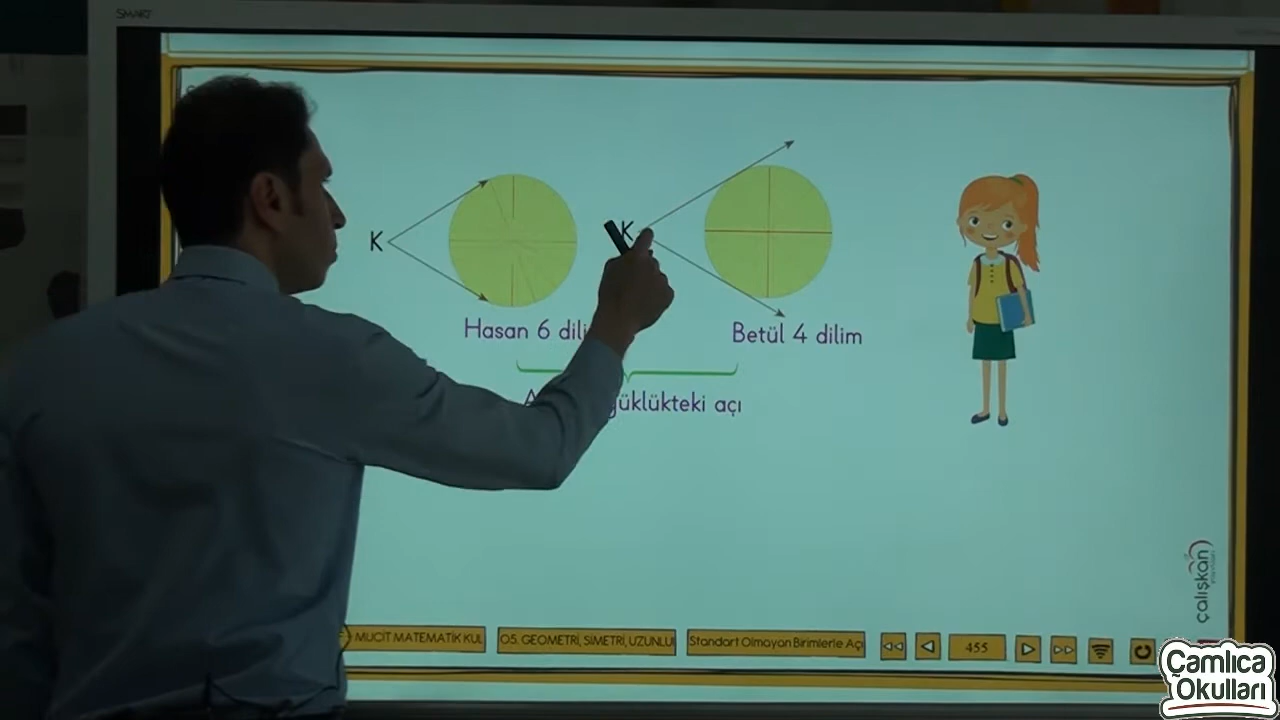 SMART
K
K
Hasan 6 dili
Betül 4 dilim
yüklükteki açı
MUCİT MATEMATİK KUL
05. GEOMETRİ, SİMETRİ, UZUNLU
Standart Olmayan Birimlerle Açı
455
çalışkan
Çamlıca
Okulları